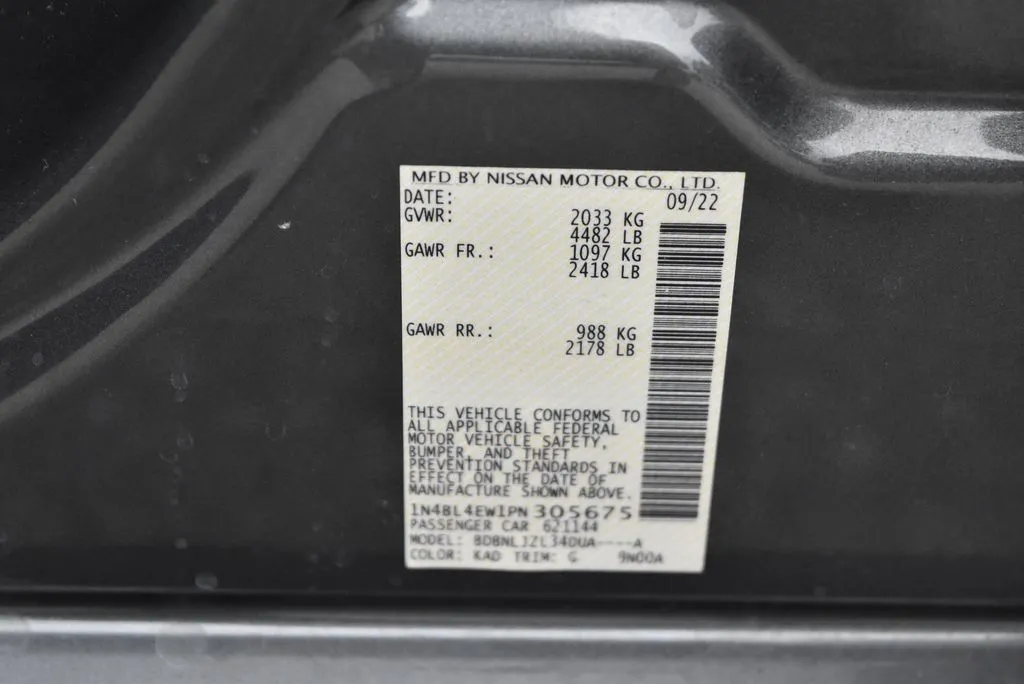 MFD BY NISSAN MOTOR CO., LTD.
DATE: 09/22
GVWR: 2033 KG
4482 LB
GAWR FR.: 1097 KG
2418 LB
GAWR RR.: 988 KG
2178 LB
THIS VEHICLE CONFORMS TO
ALL APPLICABLE FEDERAL
MOTOR VEHICLE SAFETY,
BUMPER, AND THEFT
PREVENTION STANDARDS IN
EFFECT ON THE DATE OF
MANUFACTURE SHOWN ABOVE.
1N4BL4EW1PN305675
PASSENGER CAR 621144
MODEL: BDBNLJZL34DUA----A
COLOR: KAD TRIM: G 9N00A